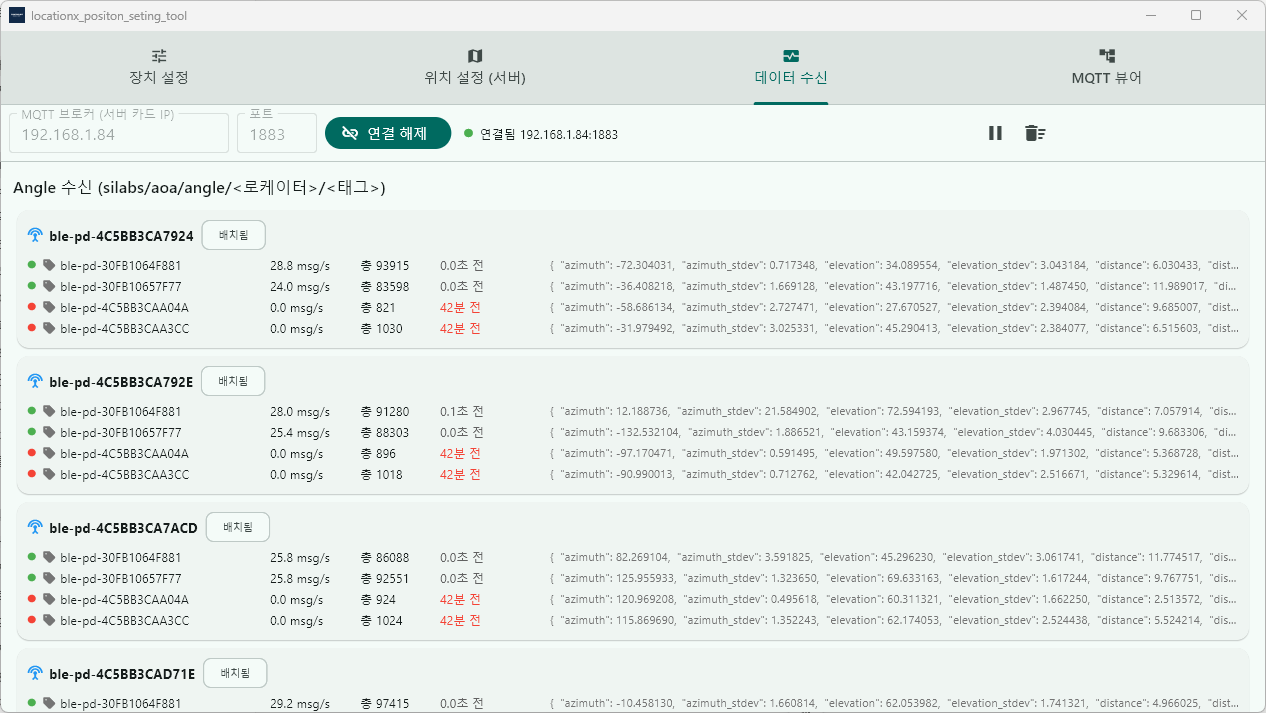 locationx_positon_seting_tool
장치 설정
위치 설정 (서버)
데이터 수신
MQTT 뷰어
MQTT 브로커 (서버 카드 IP)
192.168.1.84
포트
1883
연결 해제
연결됨 192.168.1.84:1883
Angle 수신 (silabs/aoa/angle/<로케이터>/<태그>)
ble-pd-4C5BB3CA7924 배치됨
ble-pd-30FB1064F881 28.8 msg/s 총 93915 0.0초 전 { "azimuth": -72.304031, "azimuth_stdev": 0.717348, "elevation": 34.089554, "elevation_stdev": 3.043184, "distance": 6.030433, "dist...
ble-pd-30FB10657F77 24.0 msg/s 총 83598 0.0초 전 { "azimuth": -36.408218, "azimuth_stdev": 1.669128, "elevation": 43.197716, "elevation_stdev": 1.487450, "distance": 11.989017, "di...
ble-pd-4C5BB3CAA04A 0.0 msg/s 총 821 42분 전 { "azimuth": -58.686134, "azimuth_stdev": 2.727471, "elevation": 27.670527, "elevation_stdev": 2.394084, "distance": 9.685007, "dist...
ble-pd-4C5BB3CAA3CC 0.0 msg/s 총 1030 42분 전 { "azimuth": -31.979492, "azimuth_stdev": 3.025331, "elevation": 45.290413, "elevation_stdev": 2.384077, "distance": 6.515603, "dist...
ble-pd-4C5BB3CA792E 배치됨
ble-pd-30FB1064F881 28.0 msg/s 총 91280 0.1초 전 { "azimuth": 12.188736, "azimuth_stdev": 21.584902, "elevation": 72.594193, "elevation_stdev": 2.967745, "distance": 7.057914, "dis...
ble-pd-30FB10657F77 25.4 msg/s 총 88303 0.0초 전 { "azimuth": -132.532104, "azimuth_stdev": 1.886521, "elevation": 43.159374, "elevation_stdev": 4.030445, "distance": 9.683306, "di...
ble-pd-4C5BB3CAA04A 0.0 msg/s 총 896 42분 전 { "azimuth": -97.170471, "azimuth_stdev": 0.591495, "elevation": 49.597580, "elevation_stdev": 1.971302, "distance": 5.368728, "dist...
ble-pd-4C5BB3CAA3CC 0.0 msg/s 총 1018 42분 전 { "azimuth": -90.990013, "azimuth_stdev": 0.712762, "elevation": 42.042725, "elevation_stdev": 2.516671, "distance": 5.329614, "dist...
ble-pd-4C5BB3CA7ACD 배치됨
ble-pd-30FB1064F881 25.8 msg/s 총 86088 0.0초 전 { "azimuth": 82.269104, "azimuth_stdev": 3.591825, "elevation": 45.296230, "elevation_stdev": 3.061741, "distance": 11.774517, "dis...
ble-pd-30FB10657F77 25.8 msg/s 총 92551 0.0초 전 { "azimuth": 125.955933, "azimuth_stdev": 1.323650, "elevation": 69.633163, "elevation_stdev": 1.617244, "distance": 9.767751, "dis...
ble-pd-4C5BB3CAA04A 0.0 msg/s 총 924 42분 전 { "azimuth": 120.969208, "azimuth_stdev": 0.495618, "elevation": 60.311321, "elevation_stdev": 1.662250, "distance": 2.513572, "dis...
ble-pd-4C5BB3CAA3CC 0.0 msg/s 총 1024 42분 전 { "azimuth": 115.869690, "azimuth_stdev": 1.352243, "elevation": 62.174053, "elevation_stdev": 2.524438, "distance": 5.524214, "dis...
ble-pd-4C5BB3CAD71E 배치됨
ble-pd-30FB1064F881 29.2 msg/s 총 97415 0.0초 전 { "azimuth": -10.458130, "azimuth_stdev": 1.660814, "elevation": 62.053982, "elevation_stdev": 1.741321, "distance": 4.966025, "dis...